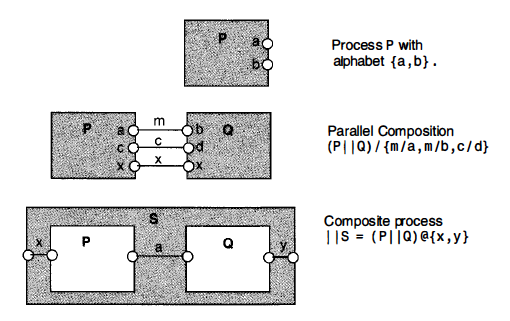 P
a
b
Process P with
alphabet {a,b}.
m
P a b Q
c c d
x x x
Parallel Composition
(P||Q)/{m/a,m/b,c/d}
S
x P a Q y
Composite process
||S = (P||Q)@{x,y}